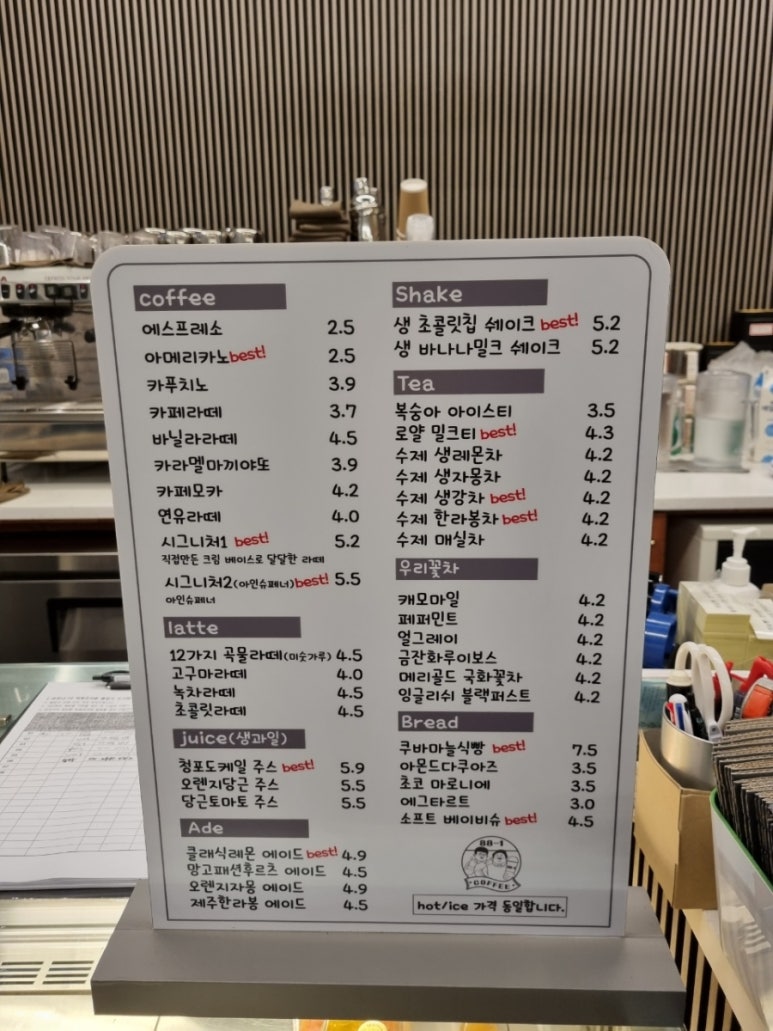 coffee
에스프레소 2.5
아메리카노 best! 2.5
카푸치노 3.9
카페라떼 3.7
바닐라라떼 4.5
카라멜마끼야또 3.9
카페모카 4.2
연유라떼 4.0
시그니처1 best! 5.2
직접만든 크림 베이스로 달달한 라떼
시그니처2(아인슈페너) best! 5.5
아인슈페너
latte
12가지 곡물라떼(미숫가루) 4.5
고구마라떼 4.0
녹차라떼 4.5
초콜릿라떼 4.5
juice(생과일)
청포도케일 주스 best! 5.9
오렌지당근 주스 5.5
당근토마토 주스 5.5
Ade
클래식레몬 에이드 best! 4.9
망고패션후르츠 에이드 4.5
오렌지자몽 에이드 4.9
제주한라봉 에이드 4.5
Shake
생 초콜릿칩 쉐이크 best! 5.2
생 바나나밀크 쉐이크 5.2
Tea
복숭아 아이스티 3.5
로얄 밀크티 best! 4.3
수제 생레몬차 4.2
수제 생자몽차 4.2
수제 생강차 best! 4.2
수제 한라봉차 best! 4.2
수제 매실차 4.2
우리꽃차
캐모마일 4.2
페퍼민트 4.2
얼그레이 4.2
금잔화루이보스 4.2
메리골드 국화꽃차 4.2
잉글리쉬 블랙퍼스트 4.2
Bread
쿠바마늘식빵 best! 7.5
아몬드다쿠아즈 3.5
초코 마로니에 3.5
에그타르트 3.0
소프트 베이비슈 best! 4.5
88-1
COFFEE
hot/ice 가격 동일합니다.